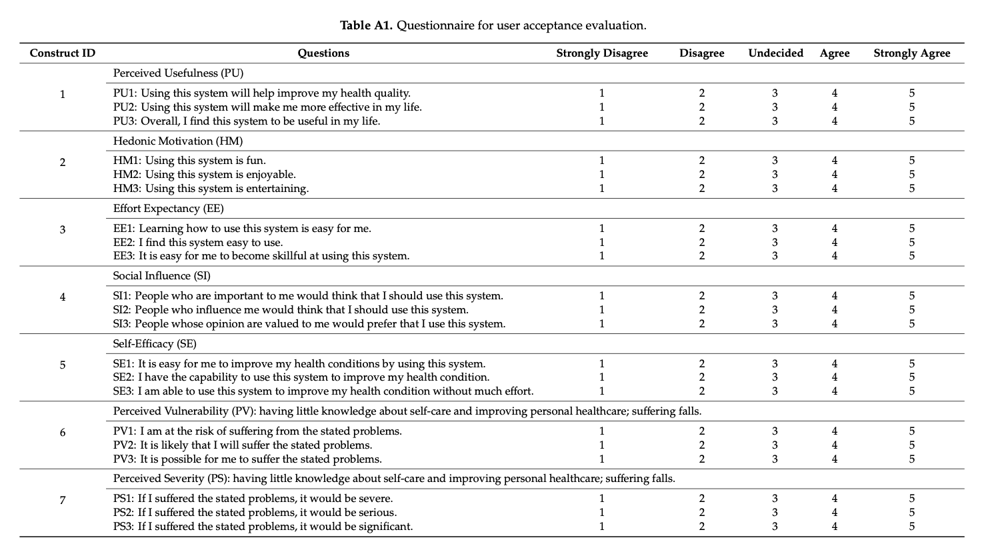 Table A1. Questionnaire for user acceptance evaluation.
Construct ID Questions Strongly Disagree Disagree Undecided Agree Strongly Agree
Perceived Usefulness (PU)
1
PU1: Using this system will help improve my health quality. 1 2 3 4 5
PU2: Using this system will make me more effective in my life. 1 2 3 4 5
PU3: Overall, I find this system to be useful in my life. 1 2 3 4 5
Hedonic Motivation (HM)
2
HM1: Using this system is fun. 1 2 3 4 5
HM2: Using this system is enjoyable. 1 2 3 4 5
HM3: Using this system is entertaining. 1 2 3 4 5
Effort Expectancy (EE)
3
EE1: Learning how to use this system is easy for me. 1 2 3 4 5
EE2: I find this system easy to use. 1 2 3 4 5
EE3: It is easy for me to become skillful at using this system. 1 2 3 4 5
Social Influence (SI)
4
SI1: People who are important to me would think that I should use this system. 1 2 3 4 5
SI2: People who influence me would think that I should use this system. 1 2 3 4 5
SI3: People whose opinion are valued to me would prefer that I use this system. 1 2 3 4 5
Self-Efficacy (SE)
5
SE1: It is easy for me to improve my health conditions by using this system. 1 2 3 4 5
SE2: I have the capability to use this system to improve my health condition. 1 2 3 4 5
SE3: I am able to use this system to improve my health condition without much effort. 1 2 3 4 5
Perceived Vulnerability (PV): having little knowledge about self-care and improving personal healthcare; suffering falls.
6
PV1: I am at the risk of suffering from the stated problems. 1 2 3 4 5
PV2: It is likely that I will suffer the stated problems. 1 2 3 4 5
PV3: It is possible for me to suffer the stated problems. 1 2 3 4 5
Perceived Severity (PS): having little knowledge about self-care and improving personal healthcare; suffering falls.
7
PS1: If I suffered the stated problems, it would be severe. 1 2 3 4 5
PS2: If I suffered the stated problems, it would be serious. 1 2 3 4 5
PS3: If I suffered the stated problems, it would be significant. 1 2 3 4 5